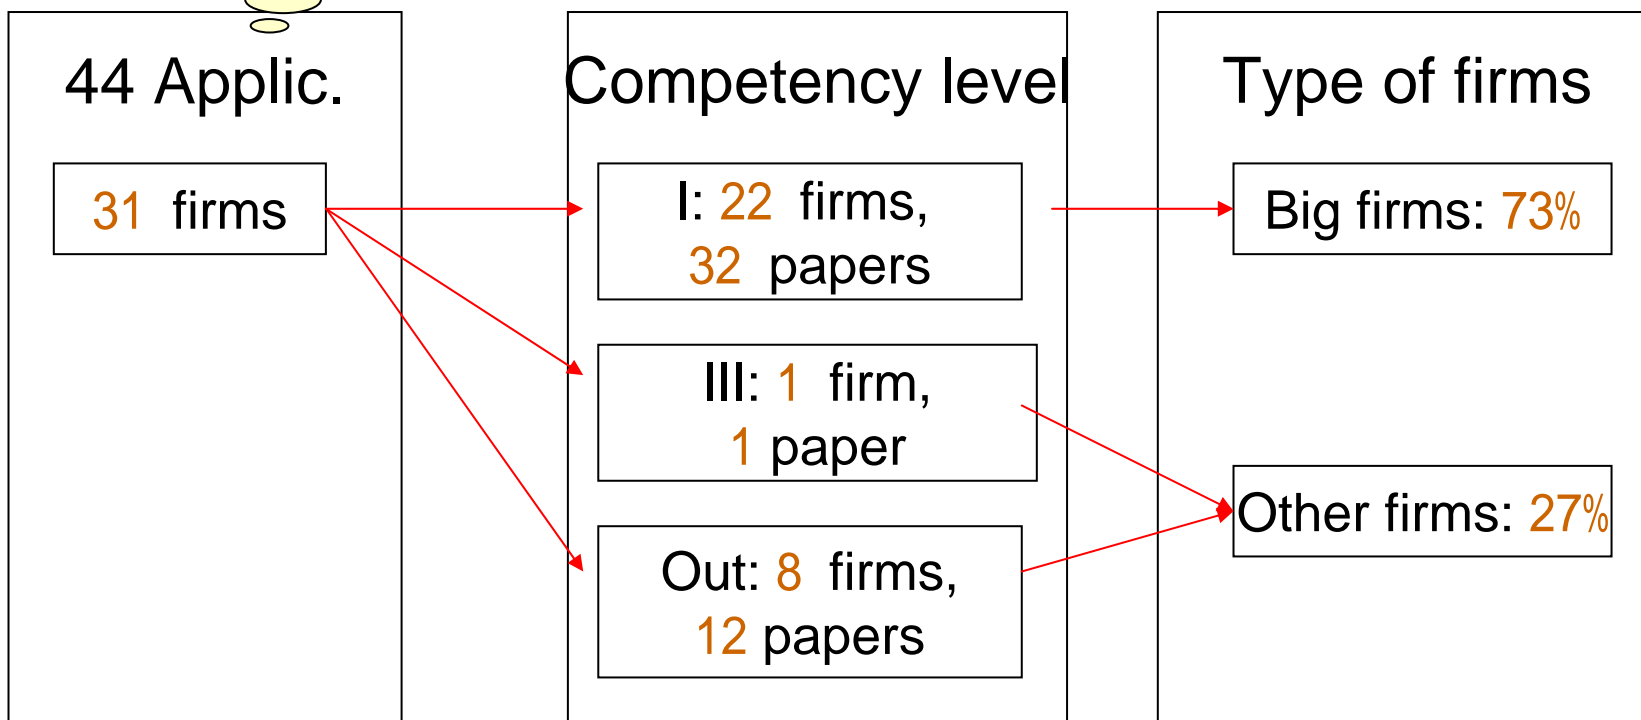 44 Applic.
31 firms
Competency level
I: 22 firms,
32 papers
III: 1 firm,
1 paper
Out: 8 firms,
12 papers
Type of firms
Big firms: 73%
Other firms: 27%